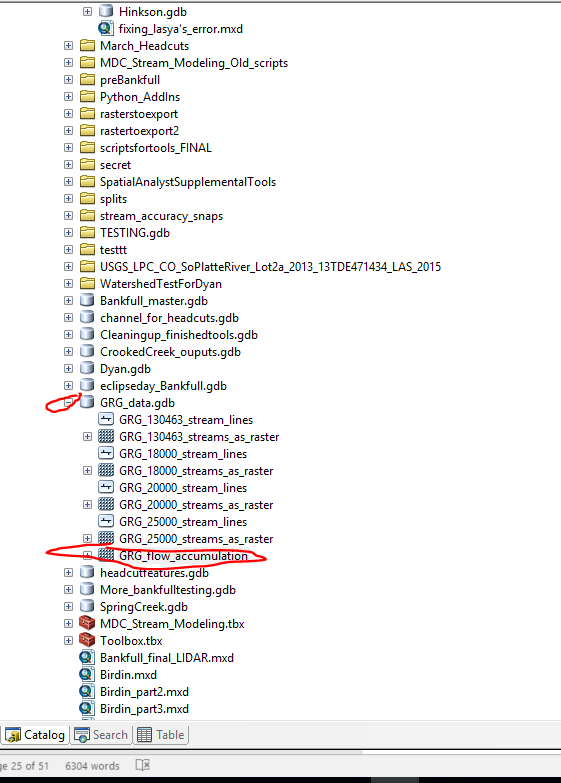 Hinkson.gdb
fixing_lasya's_error.mxd
March_Headcuts
MDC_Stream_Modeling_Old_scripts
preBankfull
Python_AddIns
rasterstoexport
rastertoexport2
scriptsfortools_FINAL
secret
SpatialAnalystSupplementalTools
splits
stream_accuracy_snaps
TESTING.gdb
testtt
USGS_LPC_CO_SoPlatteRiver_Lot2a_2013_13TDE471434_LAS_2015
WatershedTestForDyan
Bankfull_master.gdb
channel_for_headcuts.gdb
Cleaningup_finishedtools.gdb
CrookedCreek_ouputs.gdb
Dyan.gdb
eclipseday_Bankfull.gdb
GRG_data.gdb
GRG_130463_stream_lines
GRG_130463_streams_as_raster
GRG_18000_stream_lines
GRG_18000_streams_as_raster
GRG_20000_stream_lines
GRG_20000_streams_as_raster
GRG_25000_stream_lines
GRG_25000_streams_as_raster
GRG_flow_accumulation
headcutfeatures.gdb
More_bankfulltesting.gdb
SpringCreek.gdb
MDC_Stream_Modeling.tbx
Toolbox.tbx
Bankfull_final_LIDAR.mxd
Birdin.mxd
Birdin_part2.mxd
Birdin_part3.mxd
Catalog Search Table
ge 25 of 51 6304 words